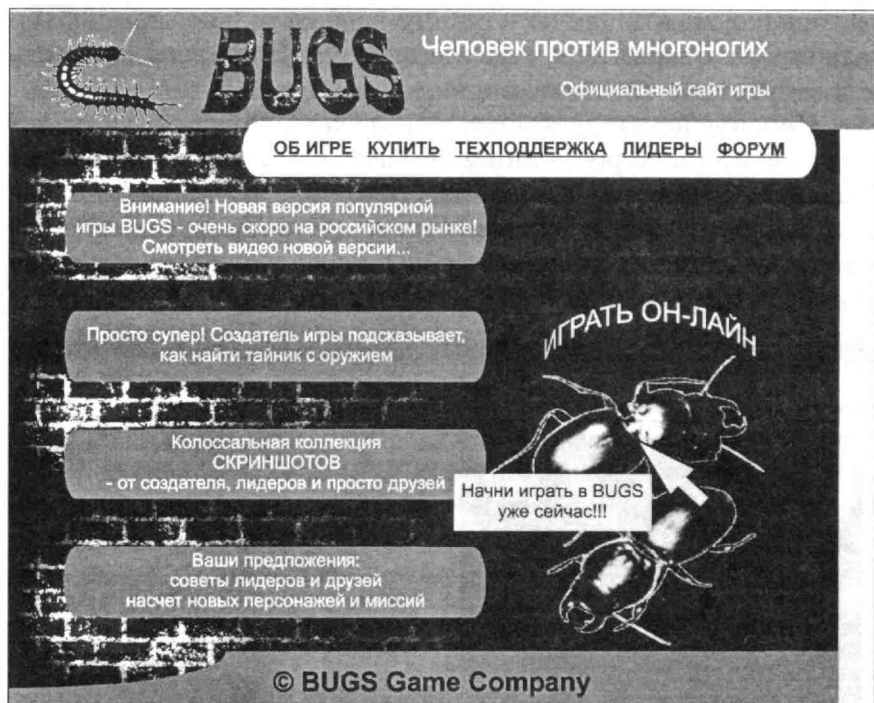 BUGS
Человек против многоногих
Официальный сайт игры
ОБ ИГРЕ КУПИТЬ ТЕХПОДДЕРЖКА ЛИДЕРЫ ФОРУМ
Внимание! Новая версия популярной
игры BUGS - очень скоро на российском рынке!
Смотреть видео новой версии...
Просто супер! Создатель игры подсказывает,
как найти тайник с оружием
Колоссальная коллекция
СКРИНШОТОВ
- от создателя, лидеров и просто друзей
Ваши предложения:
советы лидеров и друзей
насчет новых персонажей и миссий
ИГРАТЬ ОН-ЛАЙН
Начни играть в BUGS
уже сейчас!!!
© BUGS Game Company